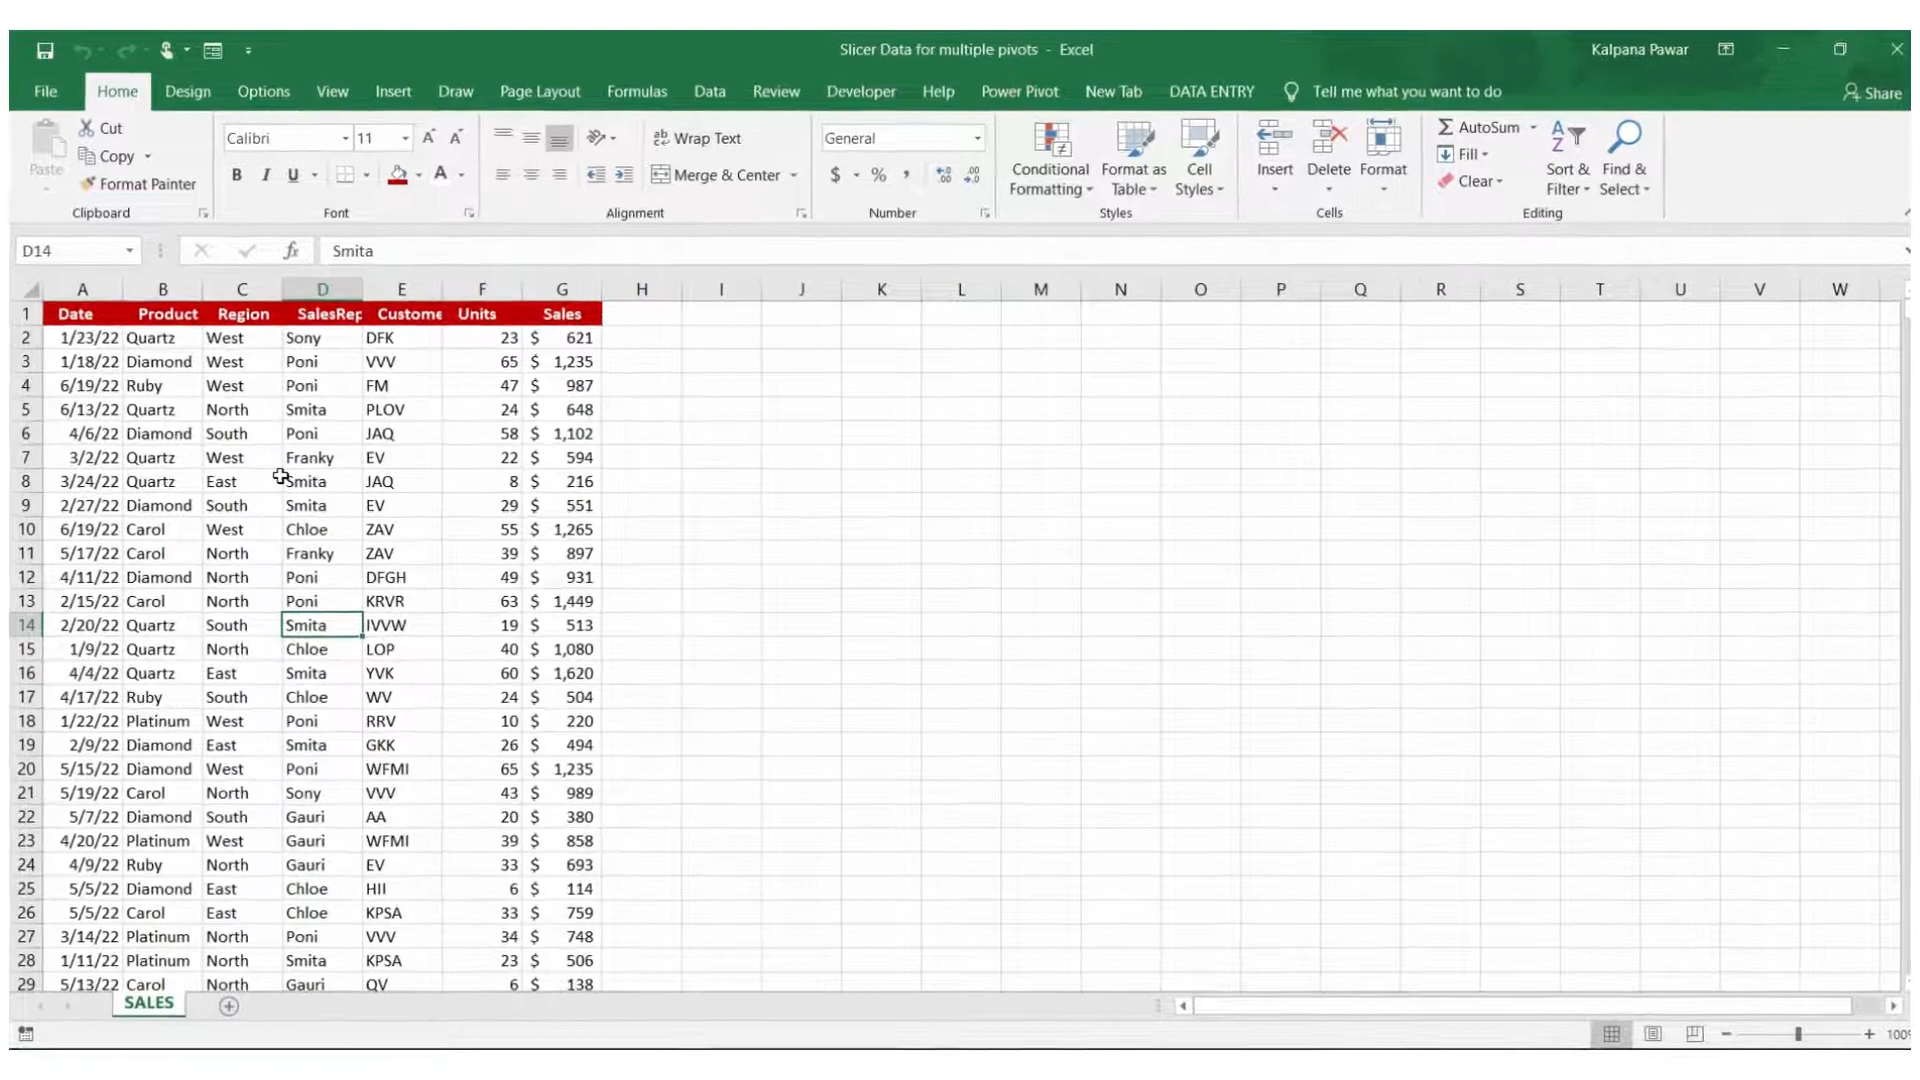 Slicer Data for multiple pivots - Excel
Kalpana Pawar
File Home Design Options View Insert Draw Page Layout Formulas Data Review Developer Help Power Pivot New Tab DATA ENTRY Tell me what you want to do Share
Paste
Cut
Copy
Format Painter
Clipboard
Calibri 11
B I U
Font
Wrap Text
Merge & Center
Alignment
General
$ % ,
Number
Conditional Formatting
Format as Table
Cell Styles
Styles
Insert Delete Format
Cells
AutoSum
Fill
Clear
Sort & Filter
Find & Select
Editing
D14 fx Smita
A B C D E F G H I J K L M N O P Q R S T U V W
1 Date Product Region SalesRep Custome Units Sales
2 1/23/22 Quartz West Sony DFK 23 $ 621
3 1/18/22 Diamond West Poni VVV 65 $ 1,235
4 6/19/22 Ruby West Poni FM 47 $ 987
5 6/13/22 Quartz North Smita PLOV 24 $ 648
6 4/6/22 Diamond South Poni JAQ 58 $ 1,102
7 3/2/22 Quartz West Franky EV 22 $ 594
8 3/24/22 Quartz East Smita JAQ 8 $ 216
9 2/27/22 Diamond South Smita EV 29 $ 551
10 6/19/22 Carol West Chloe ZAV 55 $ 1,265
11 5/17/22 Carol North Franky ZAV 39 $ 897
12 4/11/22 Diamond North Poni DFGH 49 $ 931
13 2/15/22 Carol North Poni KRVR 63 $ 1,449
14 2/20/22 Quartz South Smita IVVW 19 $ 513
15 1/9/22 Quartz North Chloe LOP 40 $ 1,080
16 4/4/22 Quartz East Smita YVK 60 $ 1,620
17 4/17/22 Ruby South Chloe WV 24 $ 504
18 1/22/22 Platinum West Poni RRV 10 $ 220
19 2/9/22 Diamond East Smita GKK 26 $ 494
20 5/15/22 Diamond West Poni WFMI 65 $ 1,235
21 5/19/22 Carol North Sony VVV 43 $ 989
22 5/7/22 Diamond South Gauri AA 20 $ 380
23 4/20/22 Platinum West Gauri WFMI 39 $ 858
24 4/9/22 Ruby North Gauri EV 33 $ 693
25 5/5/22 Diamond East Chloe HII 6 $ 114
26 5/5/22 Carol East Chloe KPSA 33 $ 759
27 3/14/22 Platinum North Poni VVV 34 $ 748
28 1/11/22 Platinum North Smita KPSA 23 $ 506
29 5/13/22 Carol North Gauri QV 6 $ 138
SALES
100%